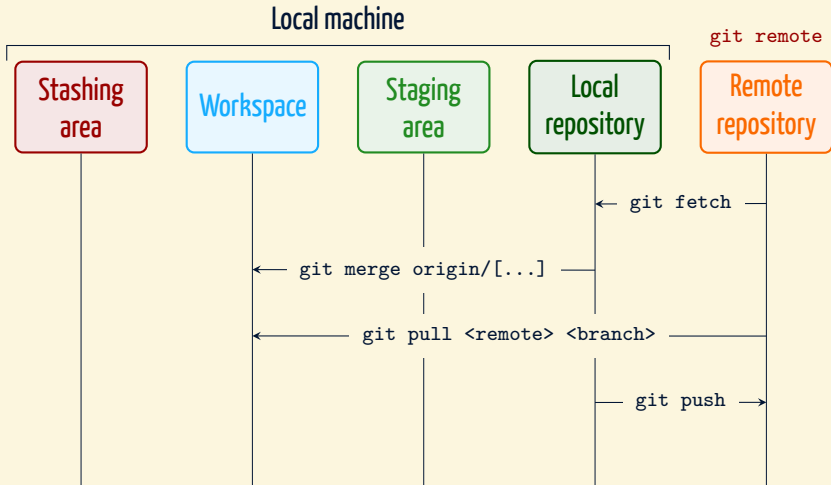 Local machine
git remote
Stashing
area
Workspace
Staging
area
Local
repository
Remote
repository
git fetch
git merge origin/[...]
git pull <remote> <branch>
git push